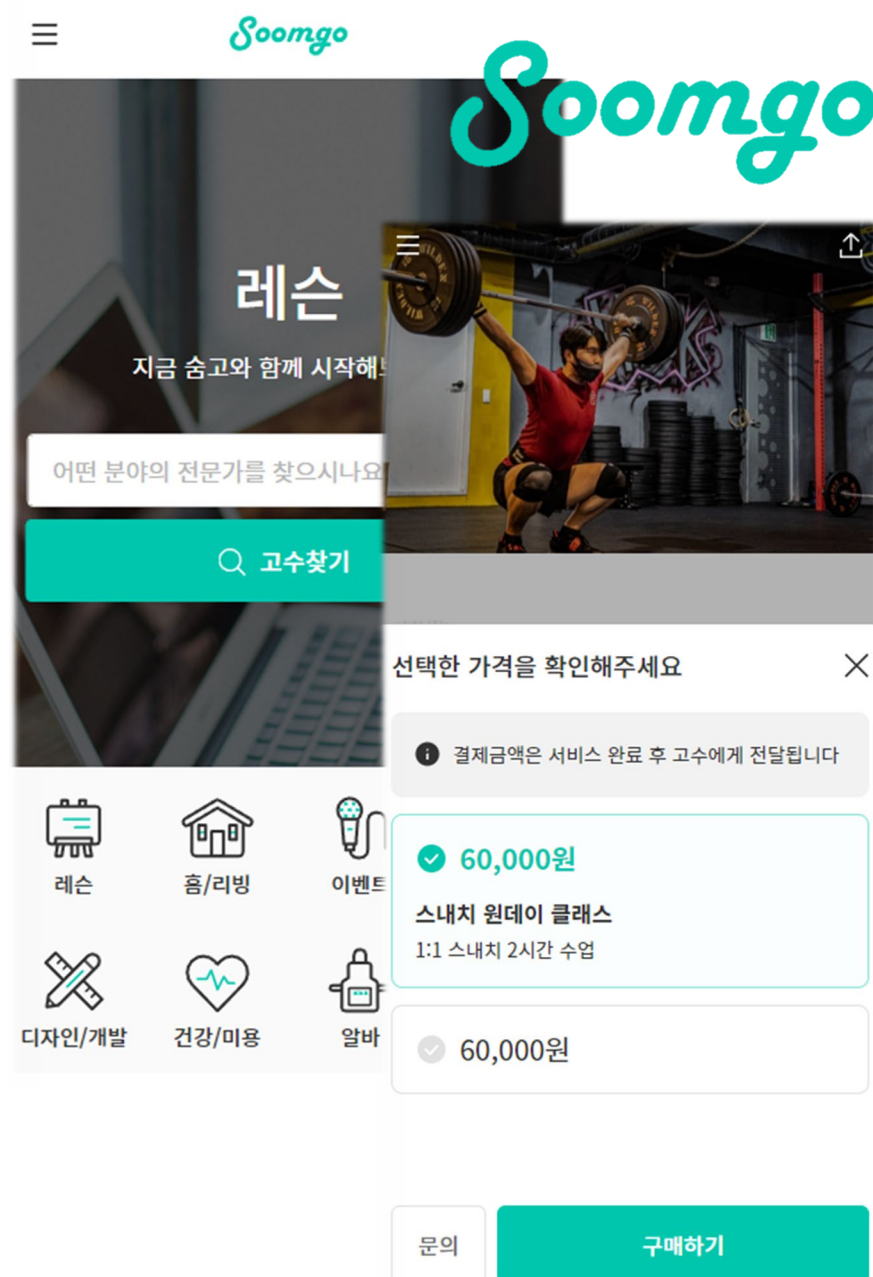 Soomgo
Soomgo
레슨
지금 숨고와 함께 시작해
어떤 분야의 전문가를 찾으시나요
고수찾기
레슨
홈/리빙
이벤트
디자인/개발
건강/미용
알바
WILDER
WILDER
선택한 가격을 확인해주세요
결제금액은 서비스 완료 후 고수에게 전달됩니다
60,000원
스내치 원데이 클래스
1:1 스내치 2시간 수업
60,000원
문의
구매하기